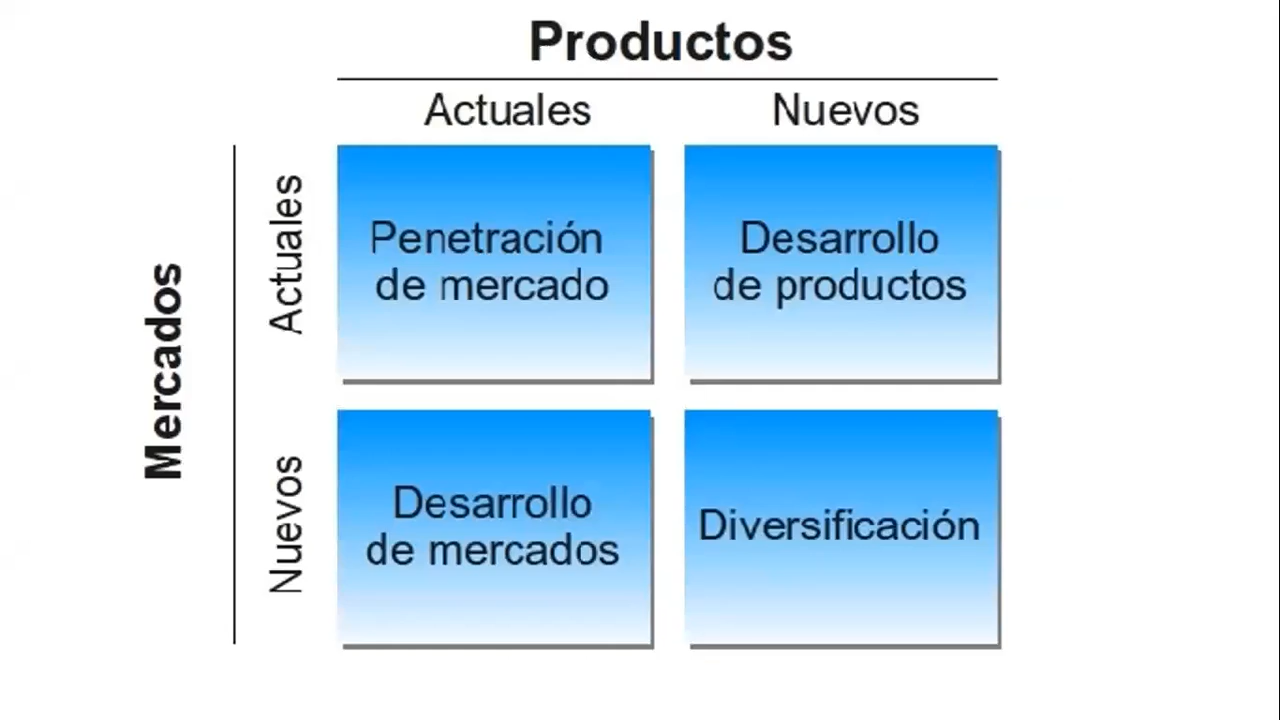 Productos
Actuales
Nuevos
Mercados
Actuales
Penetración
de mercado
Desarrollo
de productos
Nuevos
Desarrollo
de mercados
Diversificación